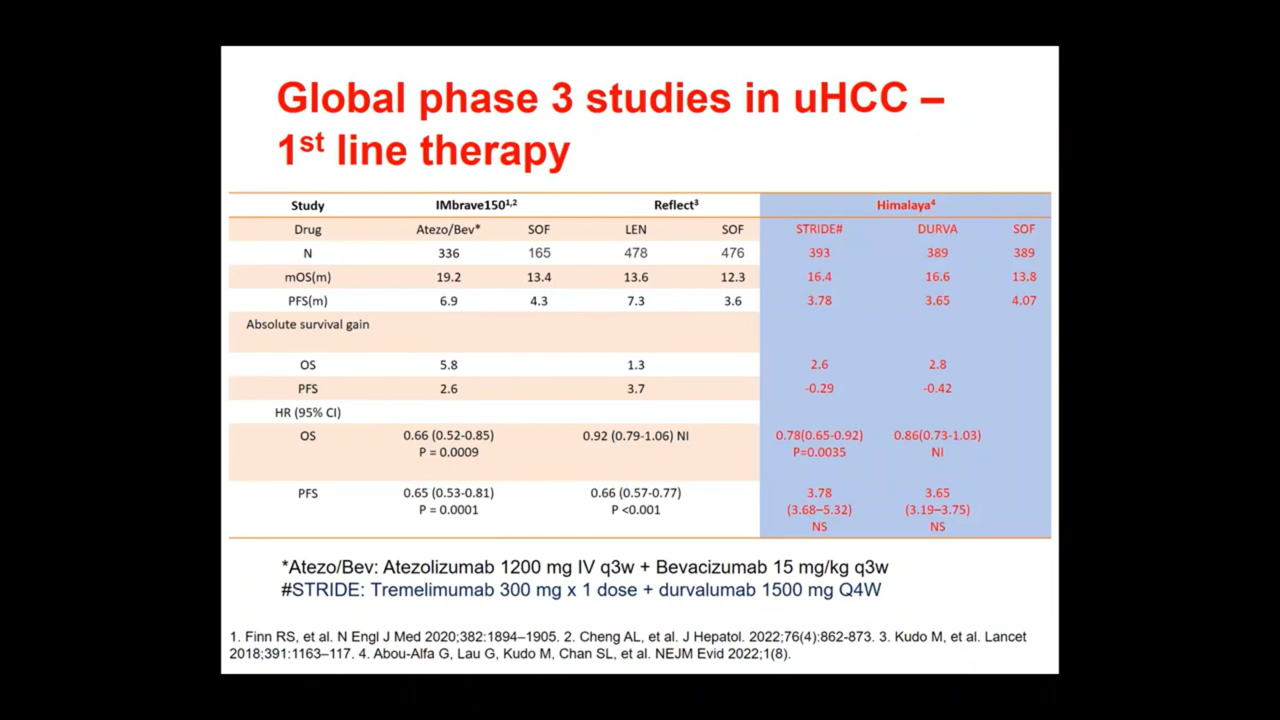 Global phase 3 studies in uHCC –
1st line therapy
Study IMbrave1501,2 Reflect3 Himalaya4
Drug Atezo/Bev* SOF LEN SOF STRIDE# DURVA SOF
N 336 165 478 476 393 389 389
mOS(m) 19.2 13.4 13.6 12.3 16.4 16.6 13.8
PFS(m) 6.9 4.3 7.3 3.6 3.78 3.65 4.07
Absolute survival gain
OS 5.8 1.3 2.6 2.8
PFS 2.6 3.7 -0.29 -0.42
HR (95% CI)
OS 0.66 (0.52-0.85) 0.92 (0.79-1.06) NI 0.78(0.65-0.92) 0.86(0.73-1.03)
P = 0.0009 P=0.0035 NI
PFS 0.65 (0.53-0.81) 0.66 (0.57-0.77) 3.78 3.65
P = 0.0001 P <0.001 (3.68–5.32) (3.19–3.75)
NS NS
*Atezo/Bev: Atezolizumab 1200 mg IV q3w + Bevacizumab 15 mg/kg q3w
#STRIDE: Tremelimumab 300 mg x 1 dose + durvalumab 1500 mg Q4W
1. Finn RS, et al. N Engl J Med 2020;382:1894–1905. 2. Cheng AL, et al. J Hepatol. 2022;76(4):862-873. 3. Kudo M, et al. Lancet
2018;391:1163–117. 4. Abou-Alfa G, Lau G, Kudo M, Chan SL, et al. NEJM Evid 2022;1(8).